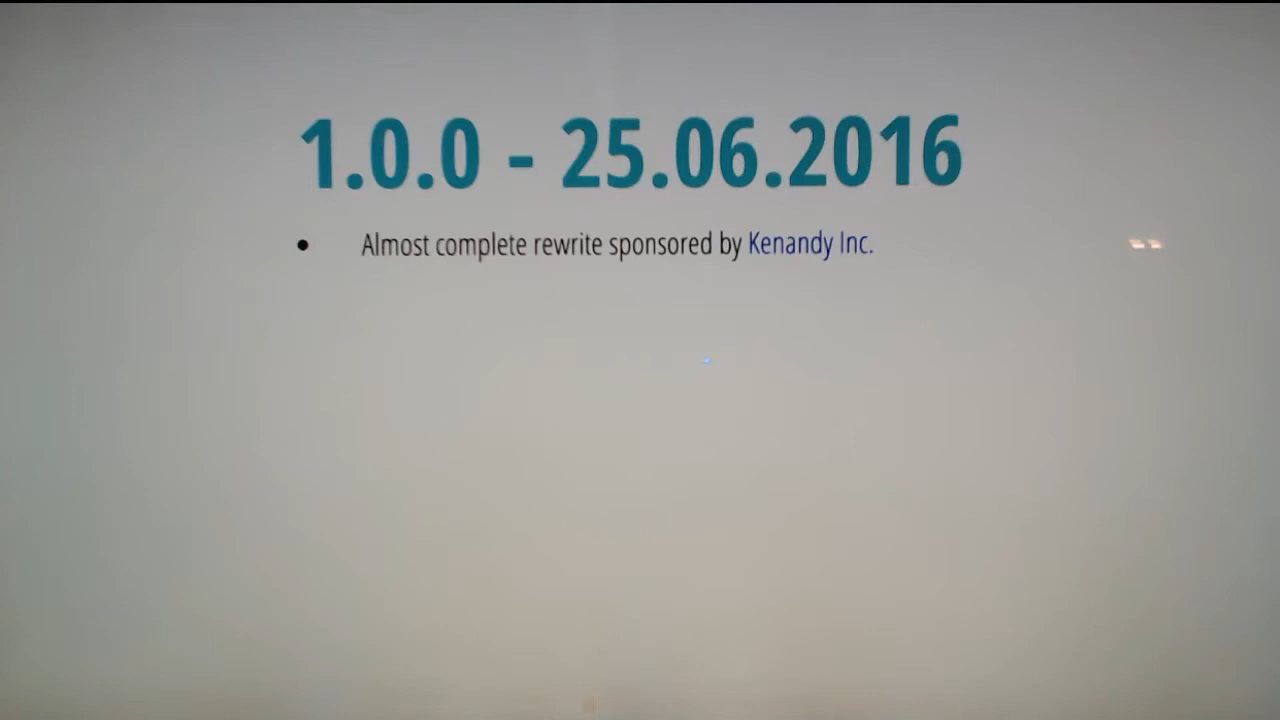 1.0.0 - 25.06.2016
• Almost complete rewrite sponsored by Kenandy Inc.